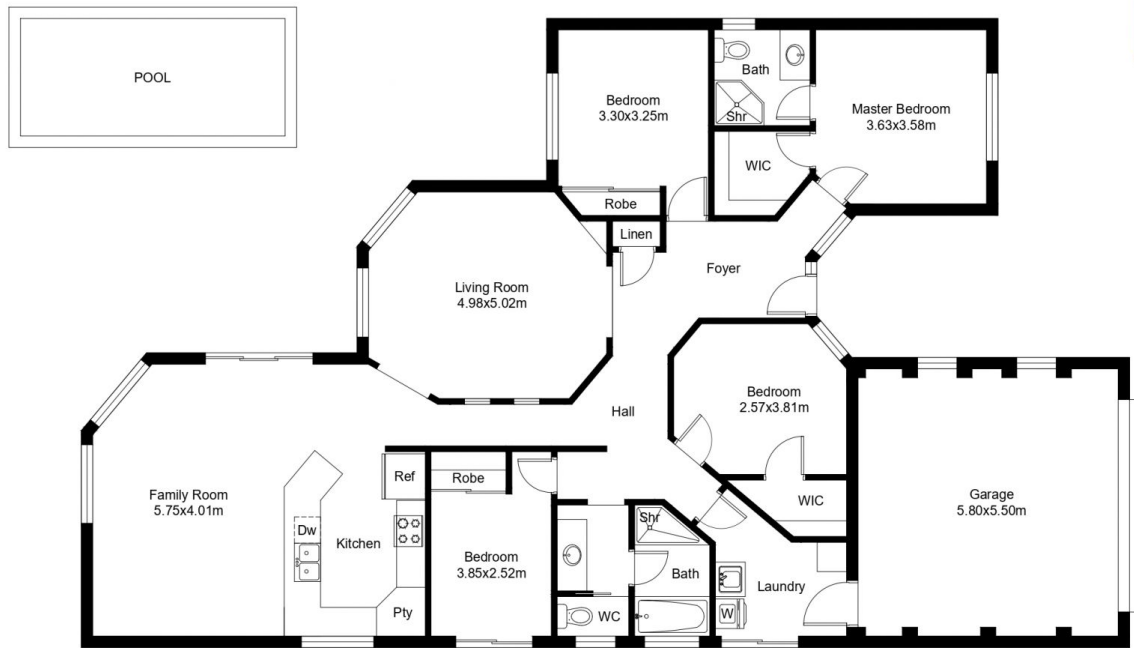 POOL
Bedroom
3.30x3.25m
Bath
Shr
Master Bedroom
3.63x3.58m
WIC
Robe
Linen
Foyer
Living Room
4.98x5.02m
Bedroom
2.57x3.81m
Hall
WIC
Garage
5.80x5.50m
Family Room
5.75x4.01m
Ref
Dw
Kitchen
Pty
Robe
Bedroom
3.85x2.52m
Shr
Bath
WC
Laundry
W